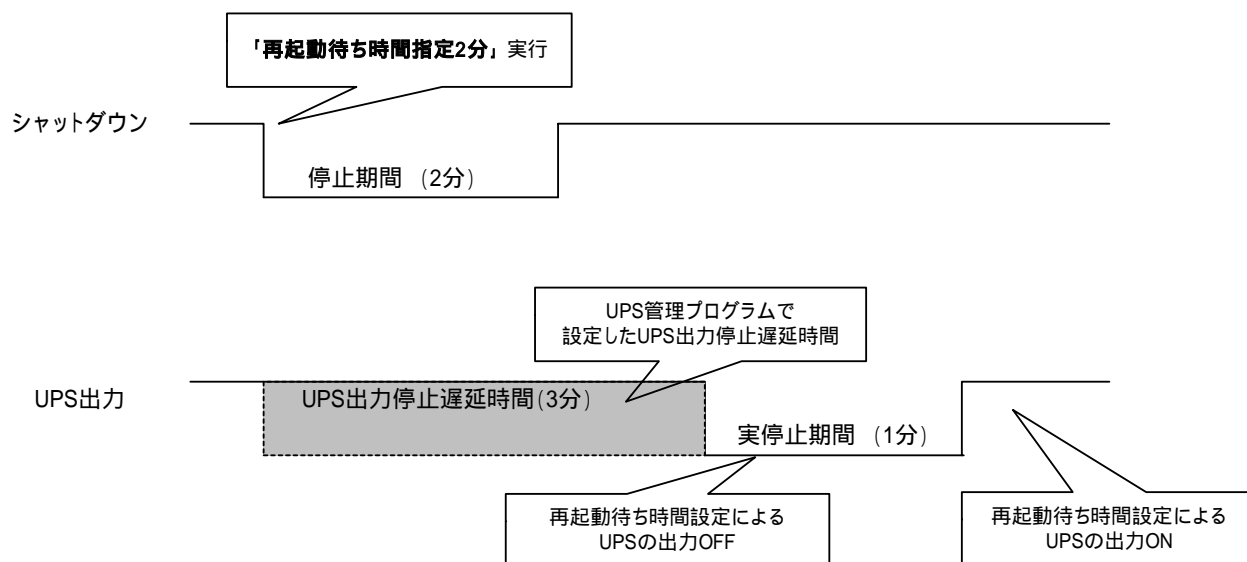 「再起動待ち時間指定2分」実行
シャットダウン
停止期間 (2分)
UPS管理プログラムで
設定したUPS出力停止遅延時間
UPS出力
UPS出力停止遅延時間(3分)
実停止期間 (1分)
再起動待ち時間設定による
UPSの出力OFF
再起動待ち時間設定による
UPSの出力ON